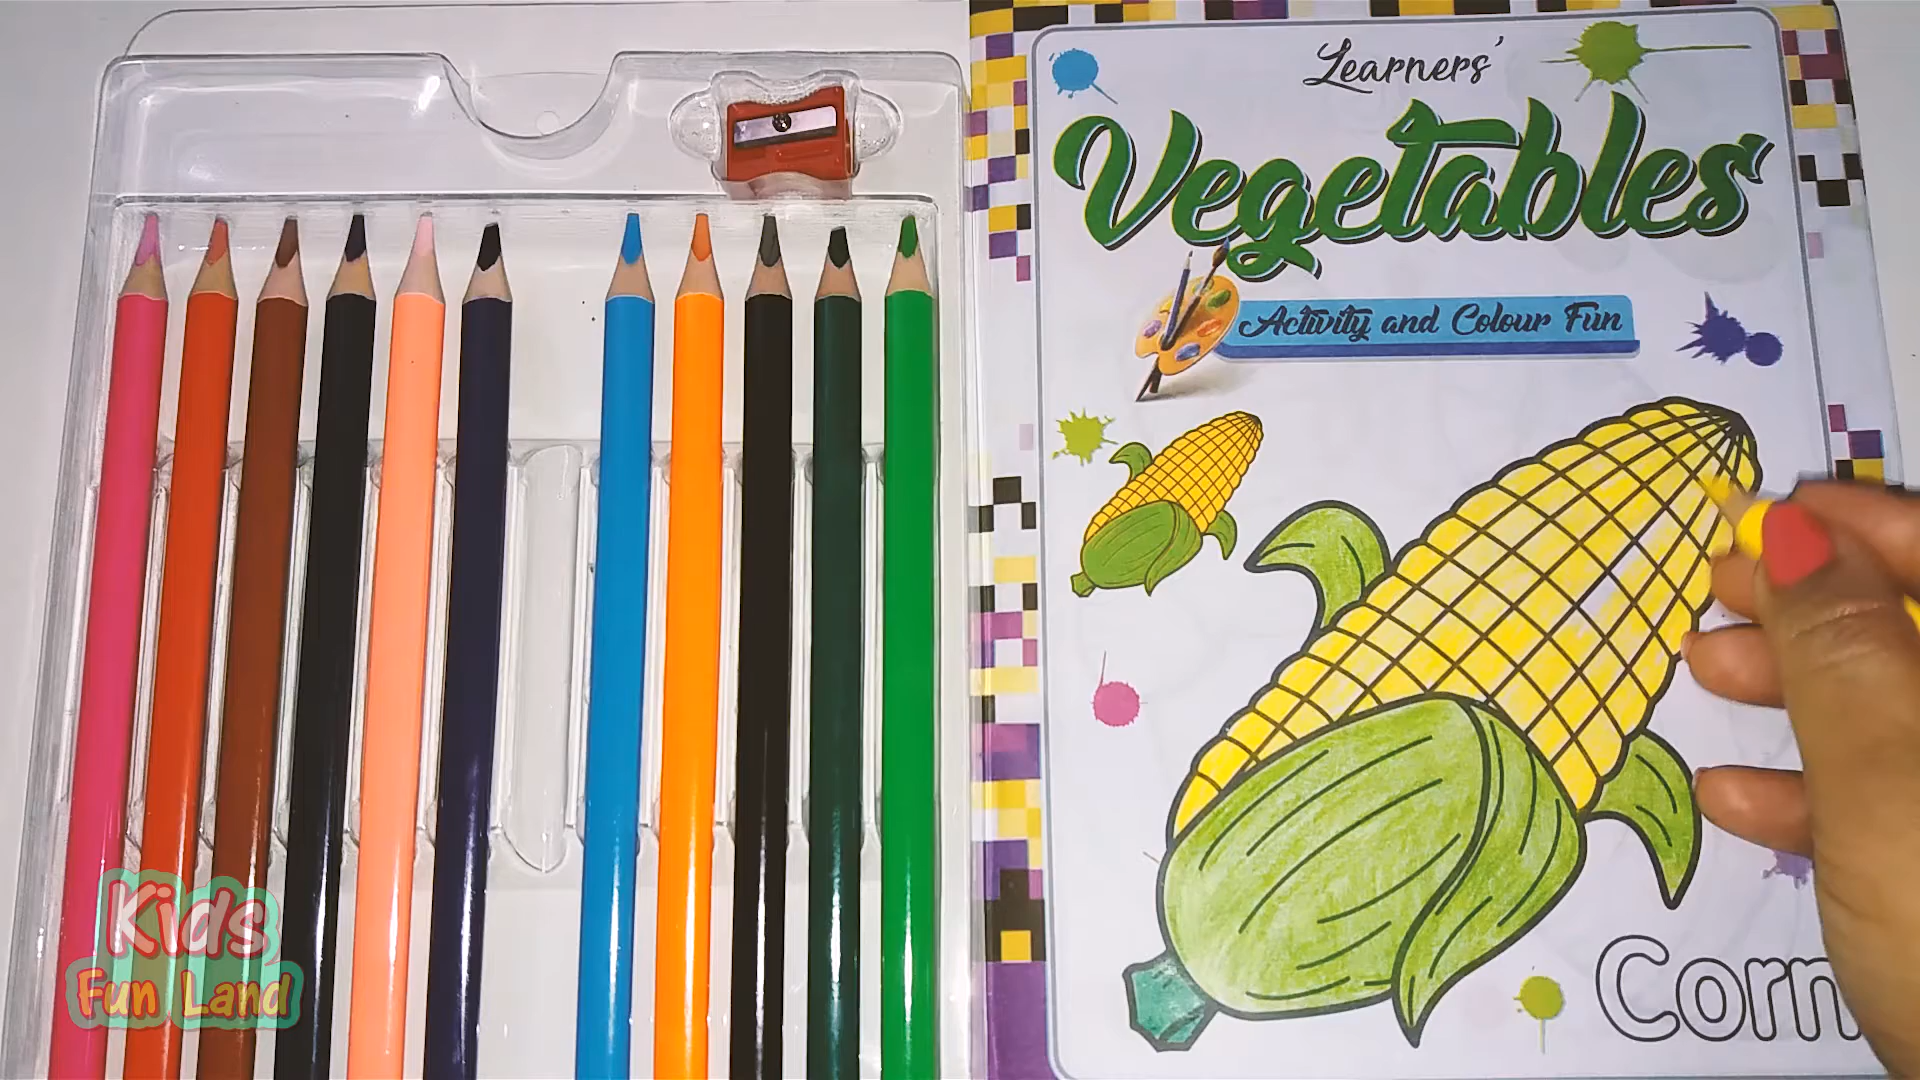 Learners'
Vegetables
Activity and Colour Fun
Corn
Kids
Fun Land